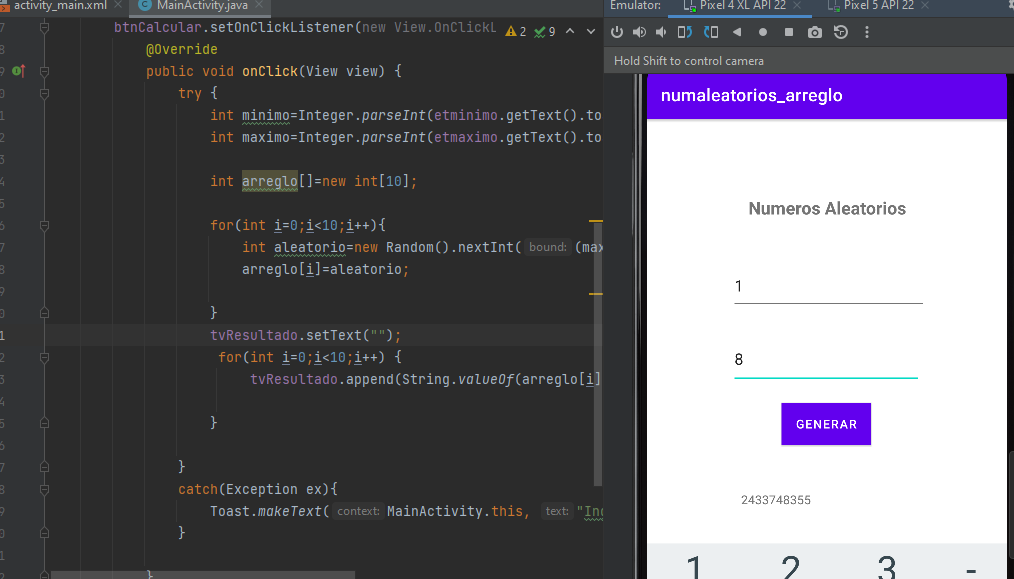 activity_main.xml × MainActivity.java ×
btnCalcular.setOnClickListener(new View.OnClickL 2 9
@Override
public void onClick(View view) {
try {
int minimo=Integer.parseInt(etminimo.getText().to
int maximo=Integer.parseInt(etmaximo.getText().to
int arreglo[]=new int[10];
for(int i=0;i<10;i++){
int aleatorio=new Random().nextInt( bound: (max
arreglo[i]=aleatorio;
}
tvResultado.setText("");
for(int i=0;i<10;i++) {
tvResultado.append(String.valueOf(arreglo[i]
}
}
catch(Exception ex){
Toast.makeText( context: MainActivity.this, text: "Inc
}
}
Emulator: Pixel 4 XL API 22 × Pixel 5 API 22 ×
Hold Shift to control camera
numaleatorios_arreglo
Numeros Aleatorios
1
8
GENERAR
2433748355
1 2 3 -